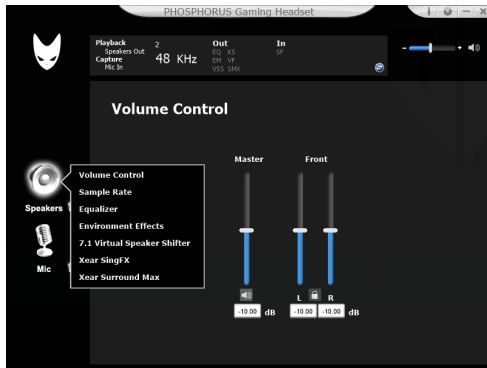 PHOSPHORUS Gaming Headset
Playback 2 Out In
Speakers Out EQ KS SF
Capture 48 KHz EM VF
Mic In VSS SMX
- +
Volume Control
Master Front
Volume Control
Sample Rate
Speakers Equalizer
Environment Effects
7.1 Virtual Speaker Shifter
Xear SingFX
Mic Xear Surround Max
L R
-10.00 dB -10.00 -10.00 dB